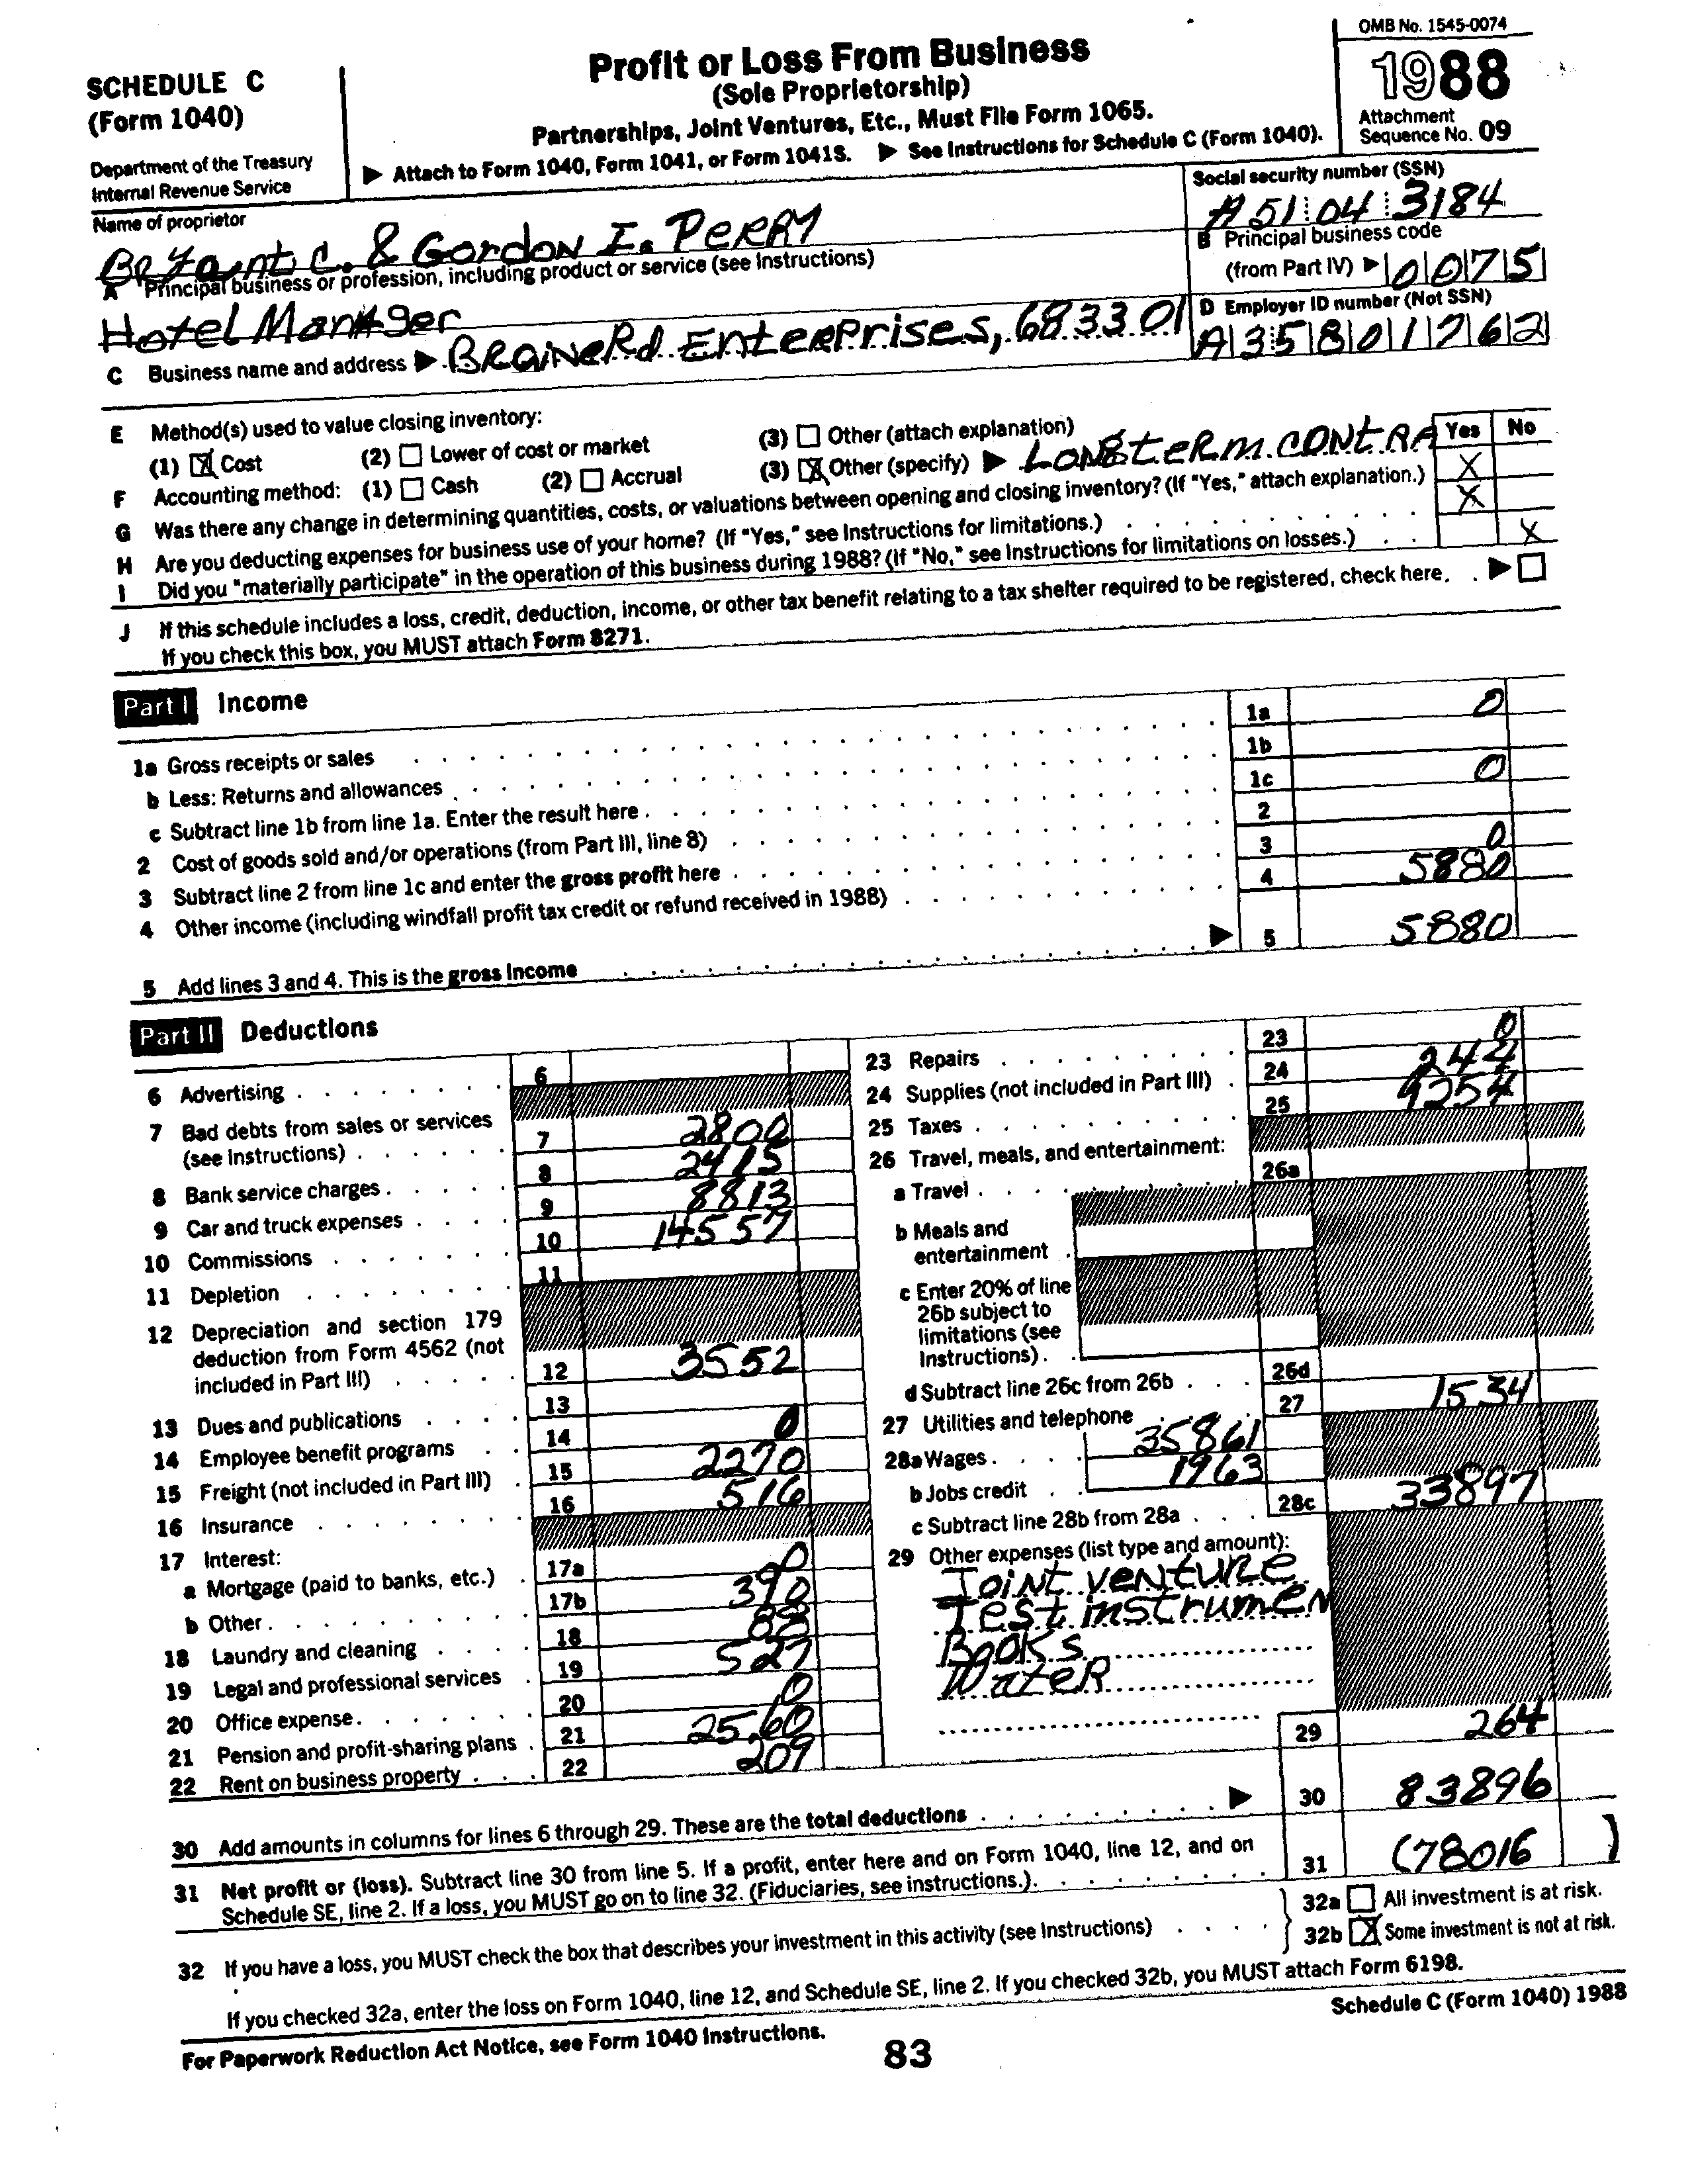 SCHEDULE C
(Form 1040)
Department of the Treasury
Internal Revenue Service
Profit or Loss From Business
(Sole Proprietorship)
Partnerships, Joint Ventures, Etc., Must File Form 1065.
▶ Attach to Form 1040, Form 1041, or Form 1041S. ▶ See Instructions for Schedule C (Form 1040).
OMB No. 1545-0074
1988
Attachment
Sequence No. 09
Name of proprietor
Bryant C. & Gordon I. Perry
Social security number (SSN)
A 51 04 3184
A Principal business or profession, including product or service (see Instructions)
Hotel Manager
B Principal business code
(from Part IV) ▶ 0075
C Business name and address ▶ Brainerd Enterprises, 683301
D Employer ID number (Not SSN)
A35801762
E Method(s) used to value closing inventory:
(1) ☒ Cost (2) ☐ Lower of cost or market (3) ☐ Other (attach explanation)
F Accounting method: (1) ☐ Cash (2) ☐ Accrual (3) ☒ Other (specify) ▶ Longterm contra
Yes No
G Was there any change in determining quantities, costs, or valuations between opening and closing inventory? (If "Yes," attach explanation.) X
H Are you deducting expenses for business use of your home? (If "Yes," see Instructions for limitations.) X
I Did you "materially participate" in the operation of this business during 1988? (If "No," see Instructions for limitations on losses.) X
J If this schedule includes a loss, credit, deduction, income, or other tax benefit relating to a tax shelter required to be registered, check here. ▶ ☐
If you check this box, you MUST attach Form 8271.
Part I Income
1a Gross receipts or sales 1a 0
b Less: Returns and allowances 1b
c Subtract line 1b from line 1a. Enter the result here 1c 0
2 Cost of goods sold and/or operations (from Part III, line 8) 2
3 Subtract line 2 from line 1c and enter the gross profit here 3 0
4 Other income (including windfall profit tax credit or refund received in 1988) 4 5880
5 Add lines 3 and 4. This is the gross income ▶ 5 5880
Part II Deductions
6 Advertising 6
7 Bad debts from sales or services
(see Instructions) 7 2800
8 Bank service charges 8 2415
9 Car and truck expenses 9 8813
10 Commissions 10 14557
11 Depletion 11
12 Depreciation and section 179
deduction from Form 4562 (not
included in Part III) 12 3552
13 Dues and publications 13
14 Employee benefit programs 14 0
15 Freight (not included in Part III) 15 2270
16 Insurance 16 516
17 Interest:
a Mortgage (paid to banks, etc.) 17a 0
b Other 17b 390
18 Laundry and cleaning 18 88
19 Legal and professional services 19 527
20 Office expense 20 0
21 Pension and profit-sharing plans 21 2560
22 Rent on business property 22 209
23 Repairs 23 0
24 Supplies (not included in Part III) 24 244
25 Taxes 25 9254
26 Travel, meals, and entertainment:
a Travel 26a
b Meals and
entertainment
c Enter 20% of line
26b subject to
limitations (see
Instructions)
d Subtract line 26c from 26b 26d
27 Utilities and telephone 27 1534
28a Wages 35861
b Jobs credit 1963
c Subtract line 28b from 28a 28c 33897
29 Other expenses (list type and amount):
Joint venture
Test instrumen
Books
Water
29 264
30 Add amounts in columns for lines 6 through 29. These are the total deductions ▶ 30 83896
31 Net profit or (loss). Subtract line 30 from line 5. If a profit, enter here and on Form 1040, line 12, and on
Schedule SE, line 2. If a loss, you MUST go on to line 32. (Fiduciaries, see instructions.) 31 (78016 )
32 If you have a loss, you MUST check the box that describes your investment in this activity (see Instructions)
32a ☐ All investment is at risk.
32b ☒ Some investment is not at risk.
If you checked 32a, enter the loss on Form 1040, line 12, and Schedule SE, line 2. If you checked 32b, you MUST attach Form 6198.
For Paperwork Reduction Act Notice, see Form 1040 Instructions.
Schedule C (Form 1040) 1988
83